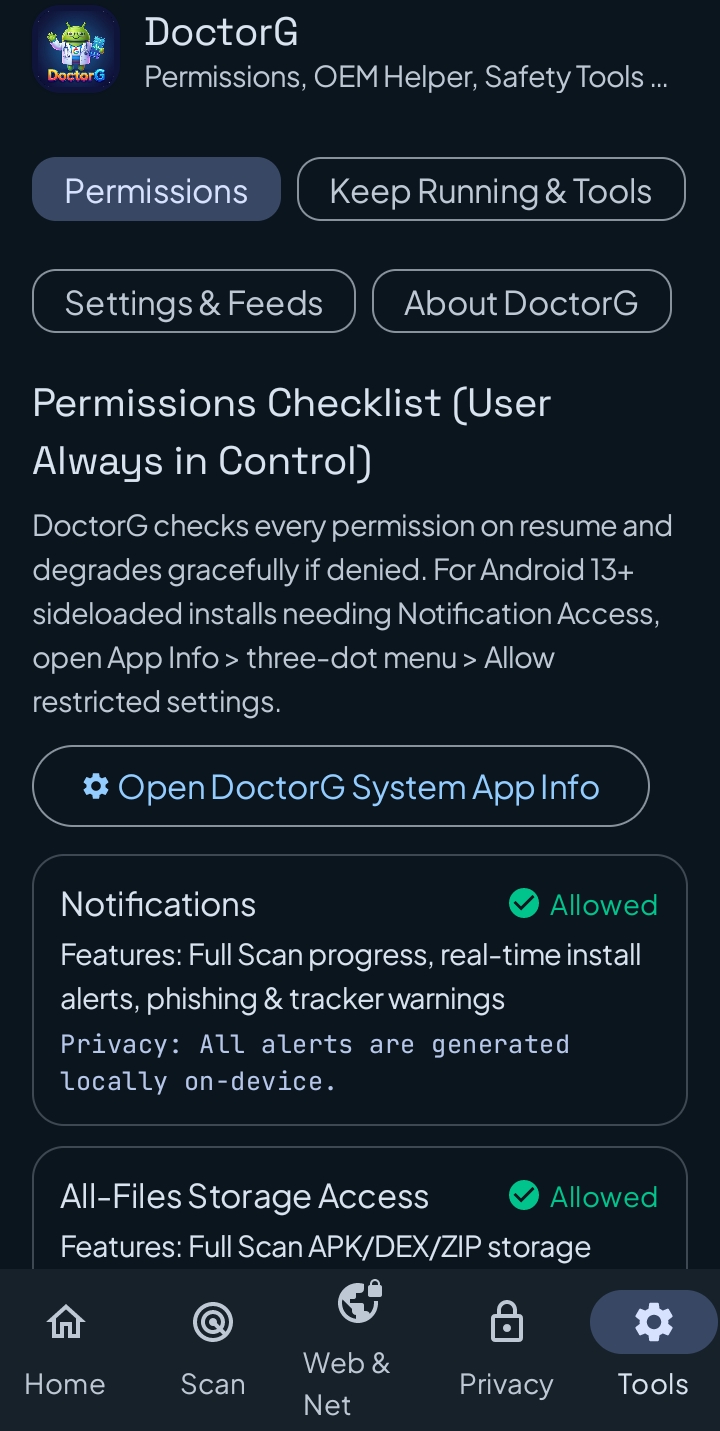 DoctorG
DoctorG
Permissions, OEM Helper, Safety Tools ...
Permissions
Keep Running & Tools
Settings & Feeds
About DoctorG
Permissions Checklist (User
Always in Control)
DoctorG checks every permission on resume and
degrades gracefully if denied. For Android 13+
sideloaded installs needing Notification Access,
open App Info > three-dot menu > Allow
restricted settings.
Open DoctorG System App Info
Notifications
Allowed
Features: Full Scan progress, real-time install
alerts, phishing & tracker warnings
Privacy: All alerts are generated
locally on-device.
All-Files Storage Access
Allowed
Features: Full Scan APK/DEX/ZIP storage
Home
Scan
Web &
Net
Privacy
Tools